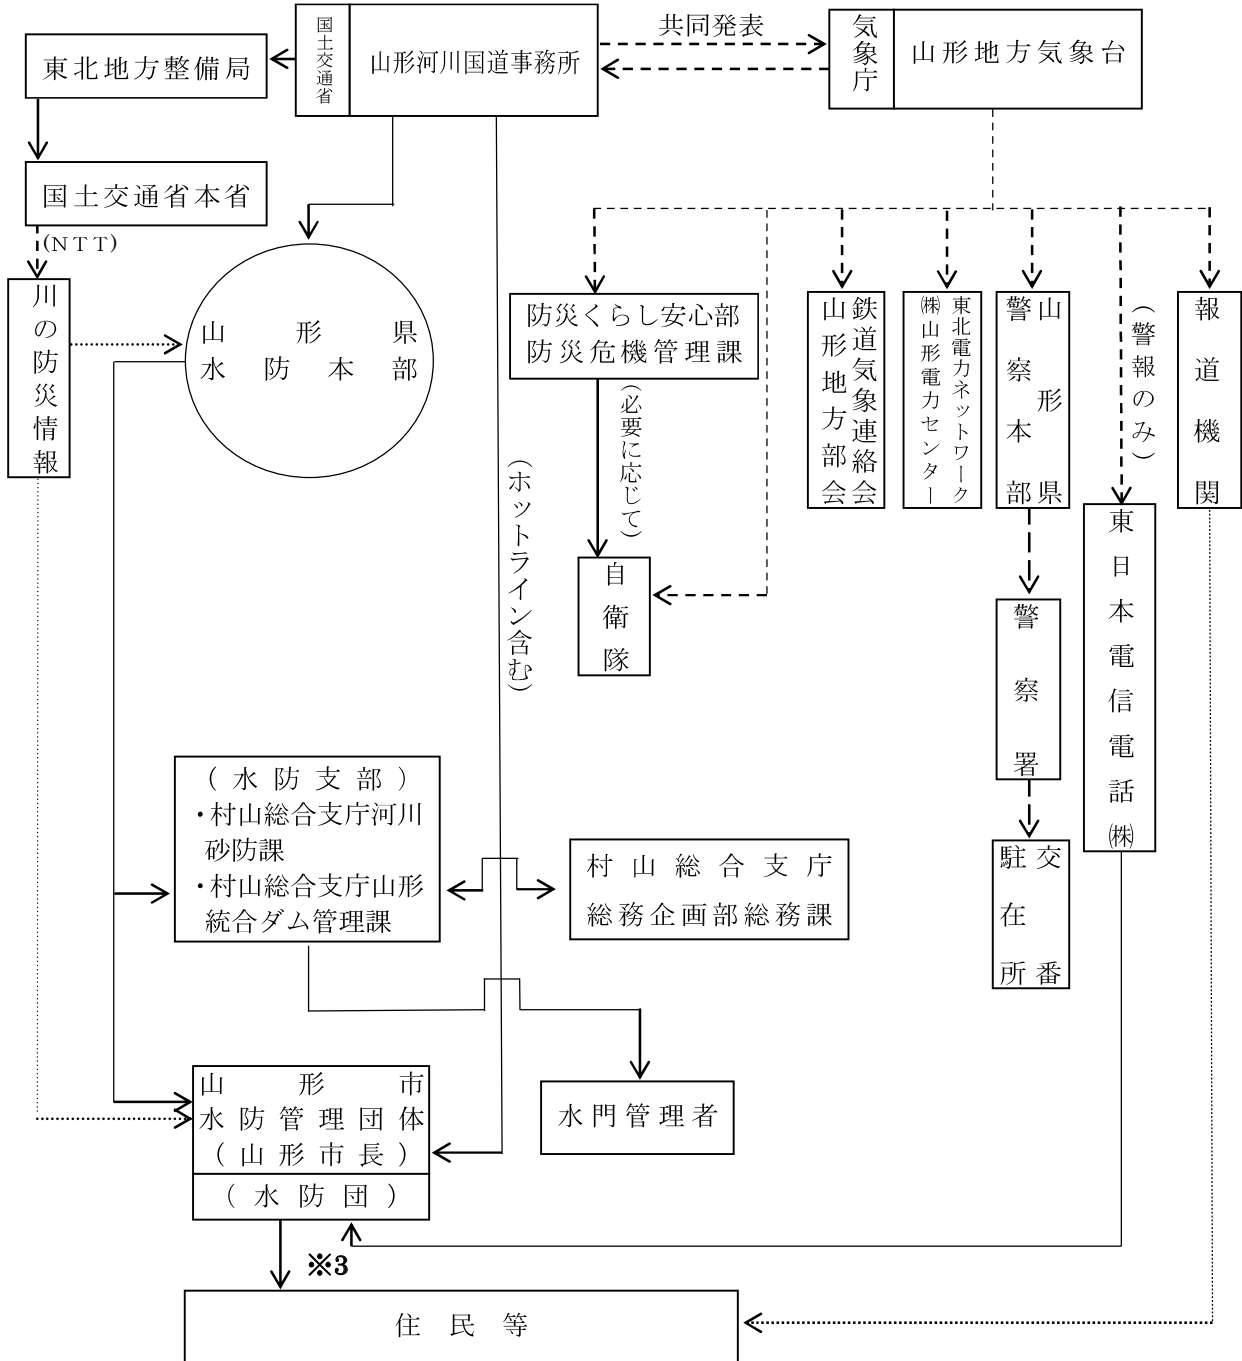 国土交通省
山形河川国道事務所
共同発表
気象庁
山形地方気象台
東北地方整備局
国土交通省本省
(NTT)
川の防災情報
山形県
水防本部
防災くらし安心部
防災危機管理課
(必要に応じて)
自衛隊
鉄道気象連絡会
山形地方部会
東北電力ネットワーク
㈱山形電力センター
山形県
警察本部
(警報のみ)
報道機関
(ホットライン含む)
警察署
東日本電信電話㈱
交番
駐在所
(水防支部)
・村山総合支庁河川
砂防課
・村山総合支庁山形
統合ダム管理課
村山総合支庁
総務企画部総務課
山形市
水防管理団体
(山形市長)
(水防団)
水門管理者
※3
住民等